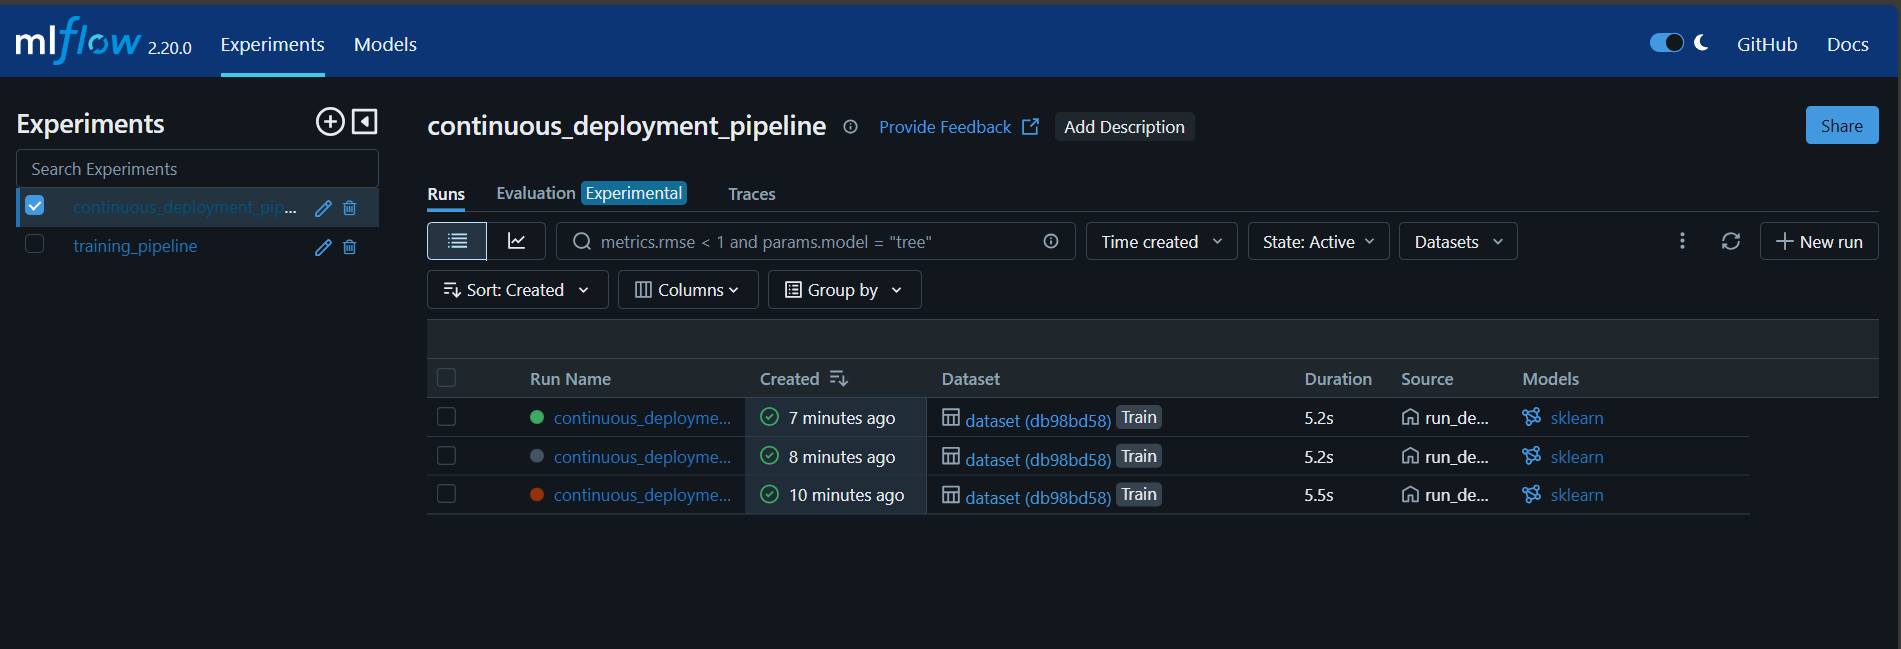 mlflow 2.20.0 Experiments Models GitHub Docs
Experiments
Search Experiments
continuous_deployment_pip...
training_pipeline
continuous_deployment_pipeline Provide Feedback Add Description Share
Runs Evaluation Experimental Traces
metrics.rmse < 1 and params.model = "tree" Time created State: Active Datasets New run
Sort: Created Columns Group by
Run Name Created Dataset Duration Source Models
continuous_deployme... 7 minutes ago dataset (db98bd58) Train 5.2s run_de... sklearn
continuous_deployme... 8 minutes ago dataset (db98bd58) Train 5.2s run_de... sklearn
continuous_deployme... 10 minutes ago dataset (db98bd58) Train 5.5s run_de... sklearn